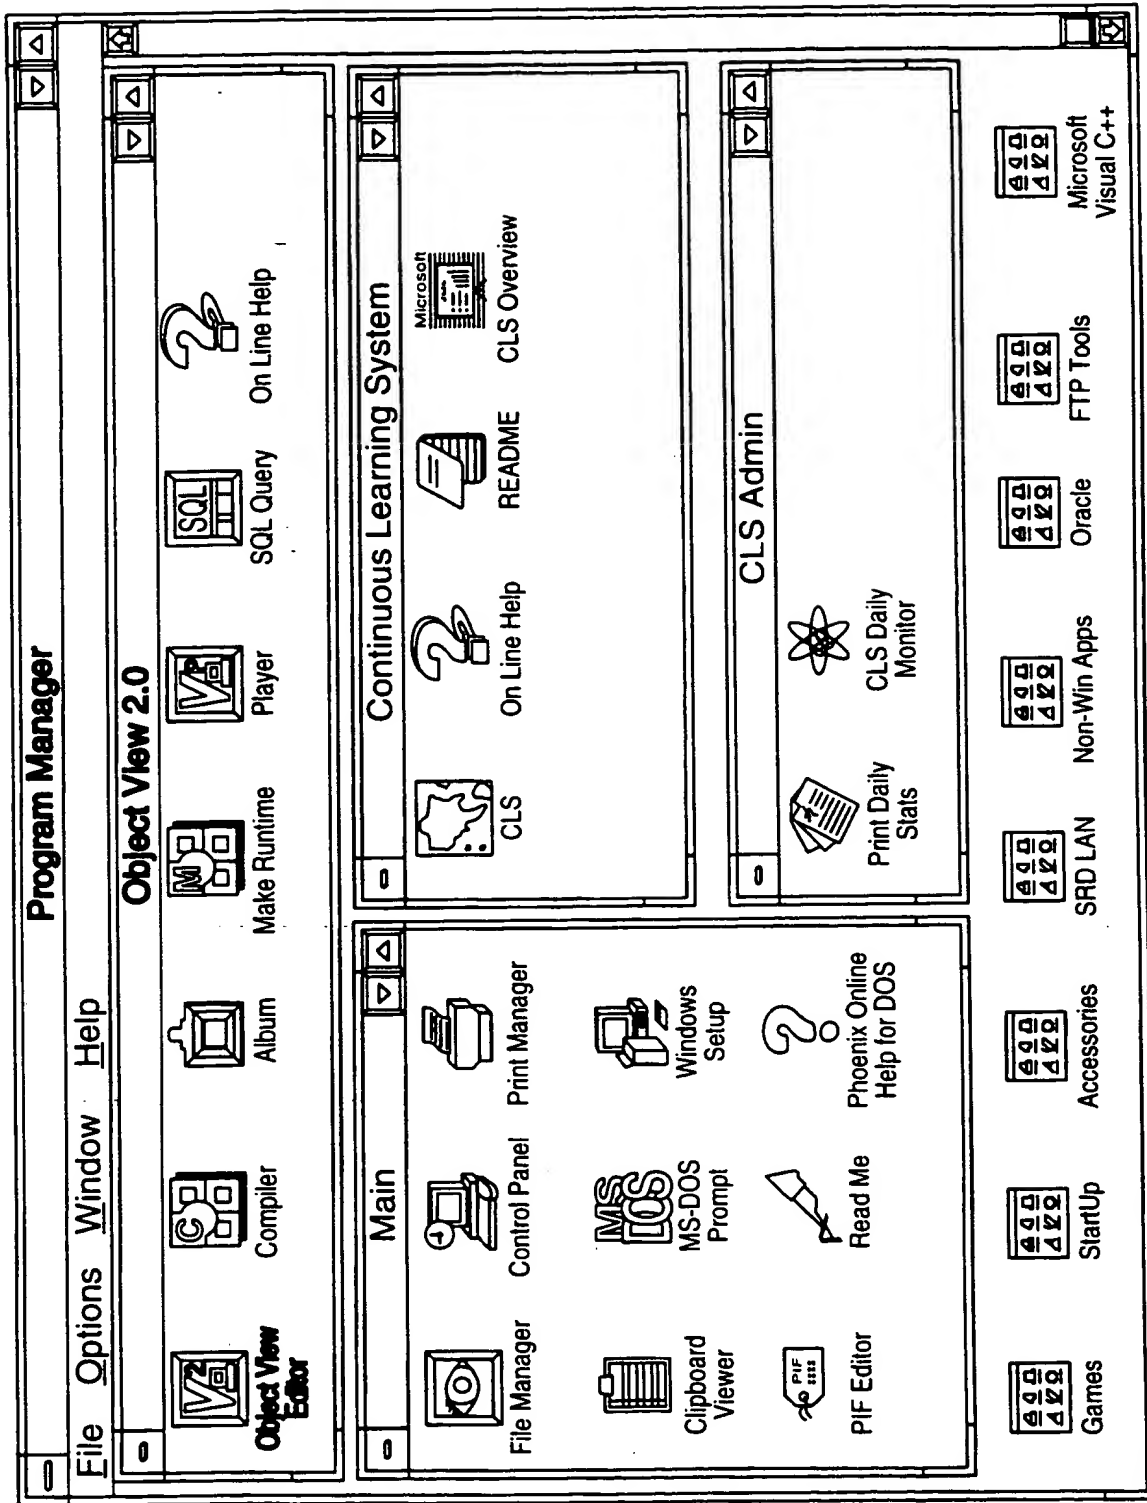 Program Manager
File Options Window Help
Object View 2.0
V2
C
M
VP
SQL
Object View
Editor
Compiler
Album
Make Runtime
Player
SQL Query
On Line Help
Main
File Manager
Control Panel
Print Manager
MS
DOS
Clipboard
Viewer
MS-DOS
Prompt
Windows
Setup
PIF
PIF Editor
Read Me
Phoenix Online
Help for DOS
Continuous Learning System
Microsoft
CLS
On Line Help
README
CLS Overview
CLS Admin
Print Daily
Stats
CLS Daily
Monitor
Games
StartUp
Accessories
SRD LAN
Non-Win Apps
Oracle
FTP Tools
Microsoft
Visual C++